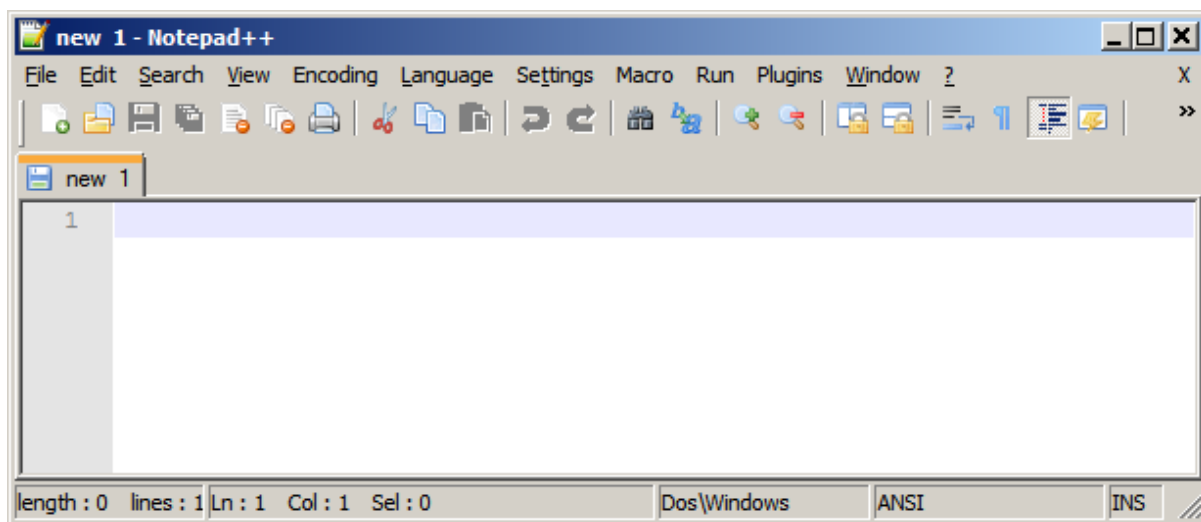 new 1 - Notepad++
File Edit Search View Encoding Language Settings Macro Run Plugins Window ? X
new 1
1
length : 0 lines : 1 Ln : 1 Col : 1 Sel : 0 Dos\Windows ANSI INS